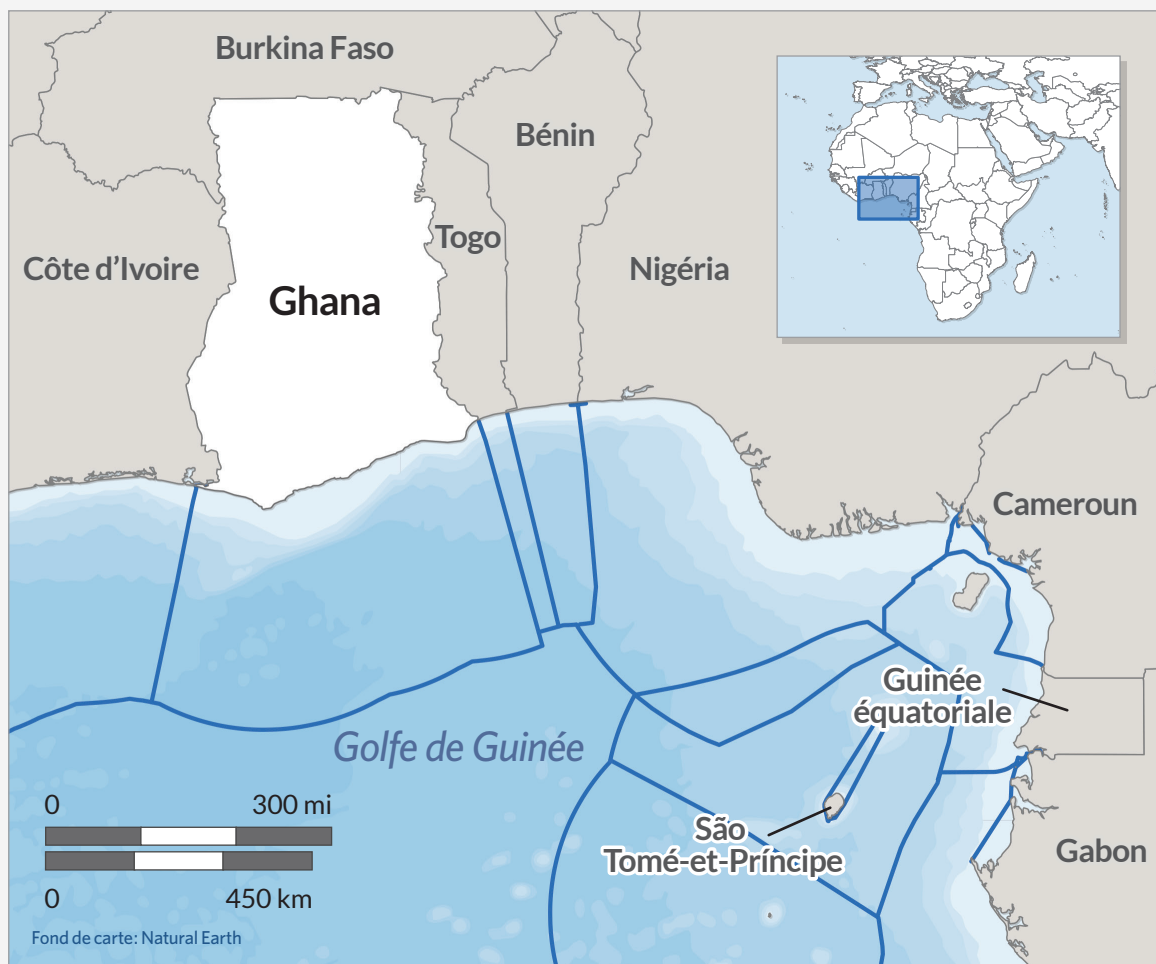 Burkina Faso
Bénin
Togo
Côte d’Ivoire
Nigéria
Ghana
Cameroun
Guinée
équatoriale
Golfe de Guinée
São
Tomé-et-Príncipe
Gabon
0 300 mi
0 450 km
Fond de carte: Natural Earth